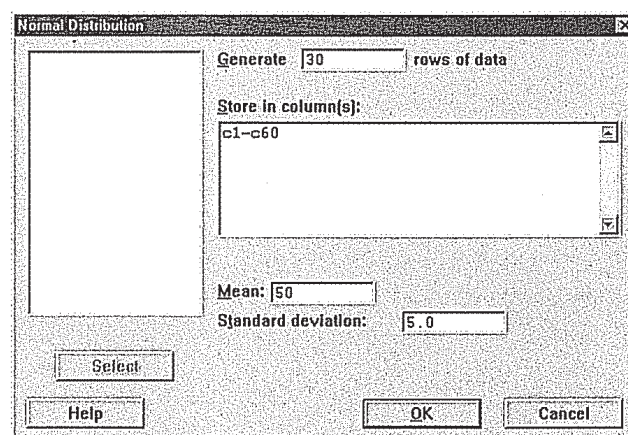 Normal Distribution
Generate 30 rows of data
Store in column(s):
c1-c60
Mean: 50
Standard deviation: 5.0
Select
Help
OK
Cancel